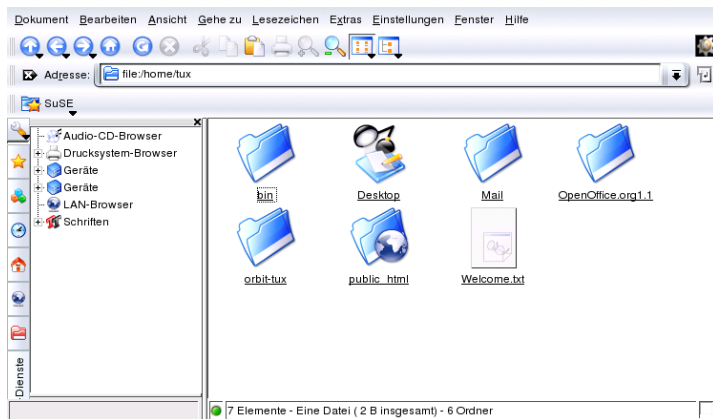 Dokument Bearbeiten Ansicht Gehe zu Lesezeichen Extras Einstellungen Fenster Hilfe
Adresse: file:/home/tux
SuSE
Audio-CD-Browser
Drucksystem-Browser
Geräte
Geräte
LAN-Browser
Schriften
Dienste
bin Desktop Mail OpenOffice.org1.1
orbit-tux public_html Welcome.txt
7 Elemente - Eine Datei ( 2 B insgesamt) - 6 Ordner